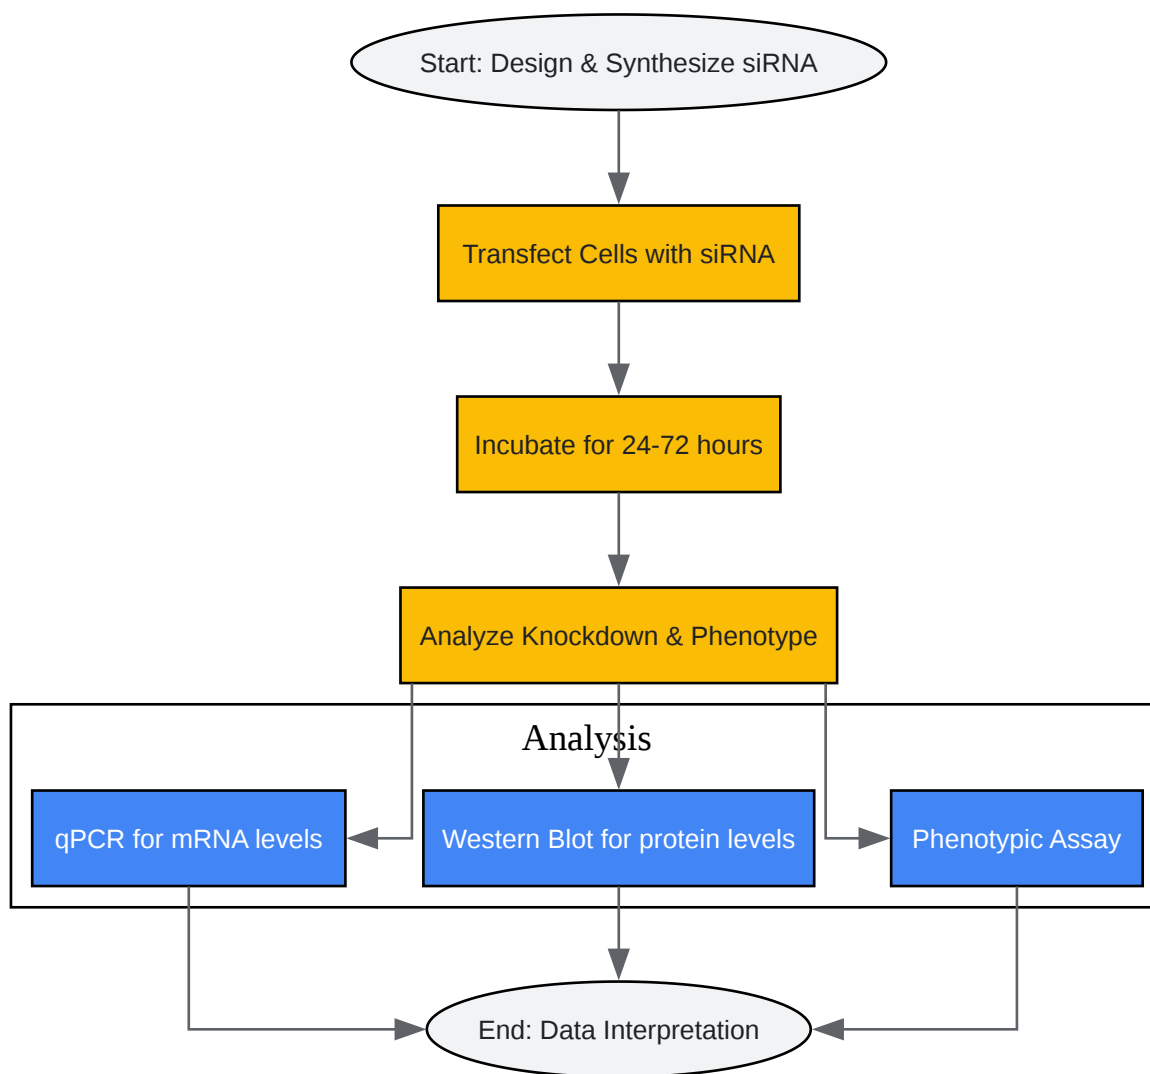 Start: Design & Synthesize siRNA
Transfect Cells with siRNA
Incubate for 24-72 hours
Analyze Knockdown & Phenotype
Analysis
qPCR for mRNA levels
Western Blot for protein levels
Phenotypic Assay
End: Data Interpretation